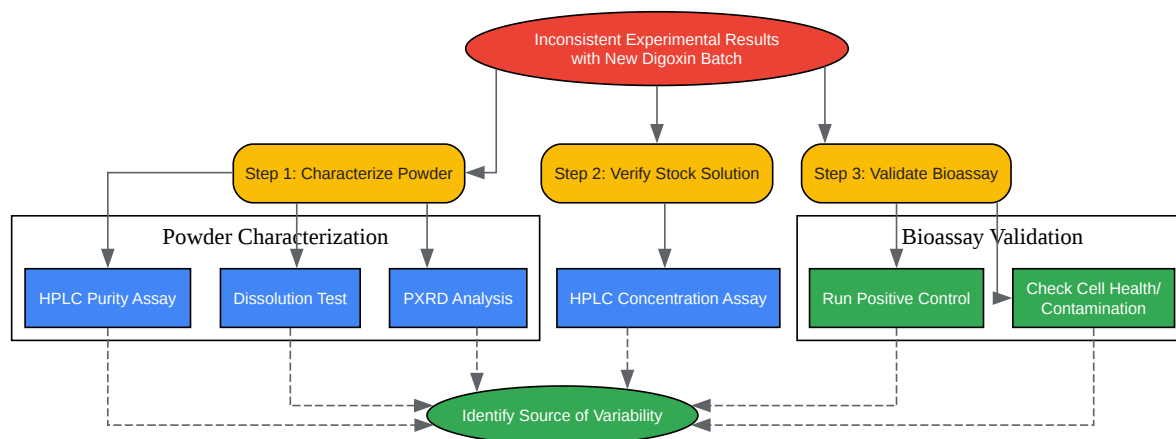 Inconsistent Experimental Results
with New Digoxin Batch
Step 1: Characterize Powder
Step 2: Verify Stock Solution
Step 3: Validate Bioassay
Powder Characterization
Bioassay Validation
HPLC Purity Assay
Dissolution Test
PXRD Analysis
HPLC Concentration Assay
Run Positive Control
Check Cell Health/
Contamination
Identify Source of Variability